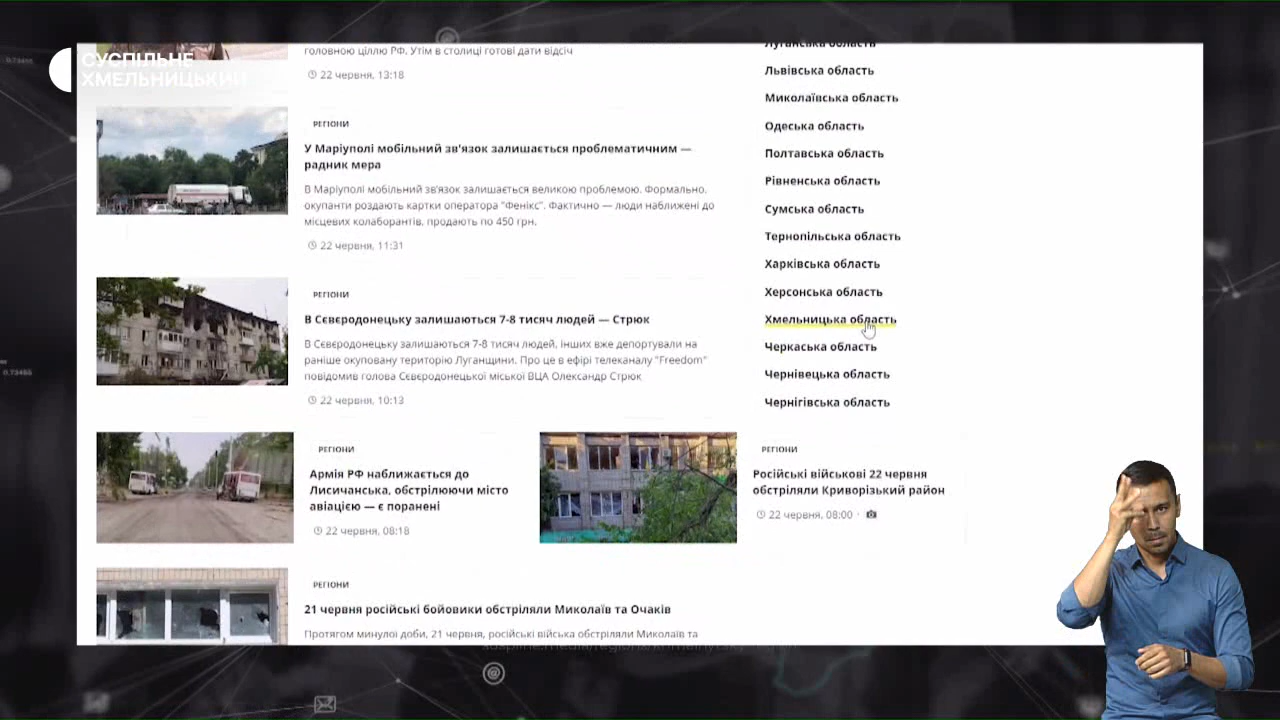 СУСПІЛЬНЕ
ХМЕЛЬНИЦЬКИЙ
головною ціллю РФ. Утім в столиці готові дати відсіч
22 червня, 13:18
РЕГІОНИ
У Маріуполі мобільний зв'язок залишається проблематичним —
радник мера
В Маріуполі мобільний зв'язок залишається великою проблемою. Формально,
окупанти роздають картки оператора "Фенікс". Фактично — люди наближені до
місцевих колаборантів, продають по 450 грн.
22 червня, 11:31
РЕГІОНИ
В Сєвєродонецьку залишаються 7-8 тисяч людей — Стрюк
В Сєвєродонецьку залишаються 7-8 тисяч людей, інших вже депортували на
раніше окуповану територію Луганщини. Про це в ефірі телеканалу "Freedom"
повідомив голова Сєвєродонецької міської ВЦА Олександр Стрюк
22 червня, 10:13
РЕГІОНИ
Армія РФ наближається до
Лисичанська, обстрілюючи місто
авіацією — є поранені
22 червня, 08:18
РЕГІОНИ
Російські військові 22 червня
обстріляли Криворізький район
22 червня, 08:00
РЕГІОНИ
21 червня російські бойовики обстріляли Миколаїв та Очаків
Протягом минулої доби, 21 червня, російські війська обстріляли Миколаїв та
Луганська область
Львівська область
Миколаївська область
Одеська область
Полтавська область
Рівненська область
Сумська область
Тернопільська область
Харківська область
Херсонська область
Хмельницька область
Черкаська область
Чернівецька область
Чернігівська область